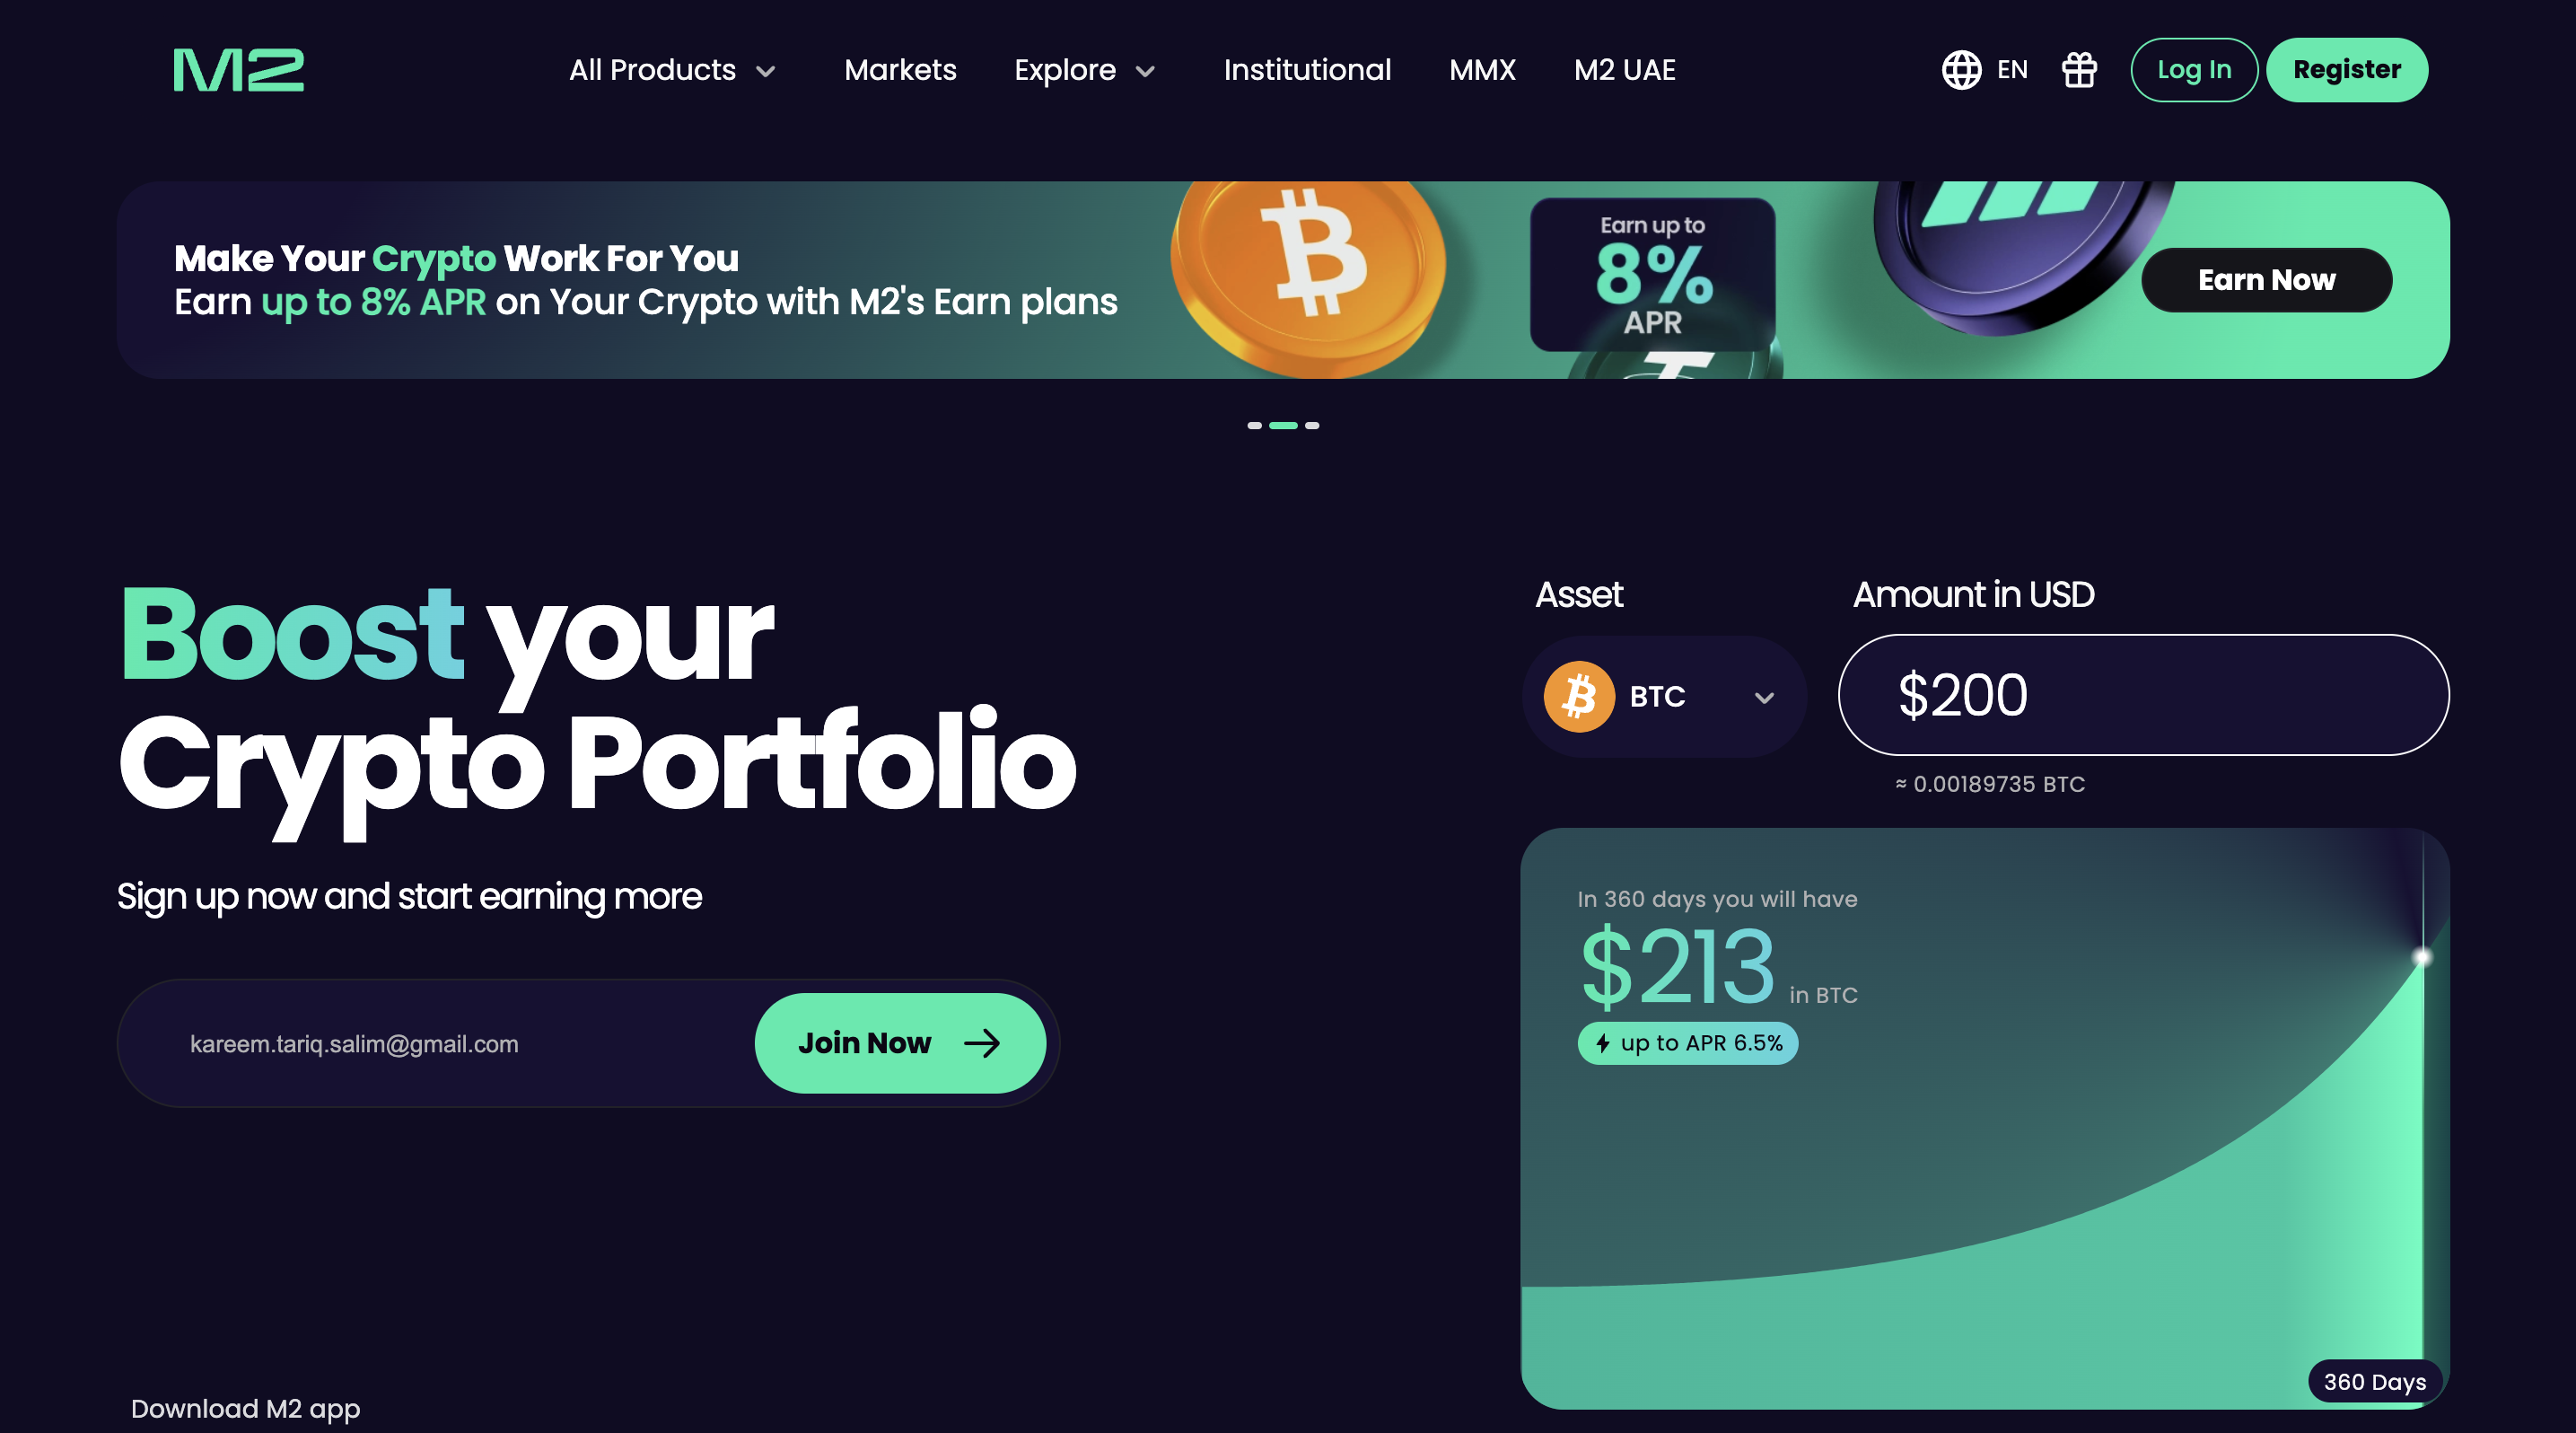 M2
All Products
Markets
Explore
Institutional
MMX
M2 UAE
EN
Log In
Register
Make Your Crypto Work For You
Earn up to 8% APR on Your Crypto with M2's Earn plans
Earn up to
8%
APR
Earn Now
Boost your
Crypto Portfolio
Sign up now and start earning more
kareem.tariq.salim@gmail.com
Join Now
Download M2 app
Asset
Amount in USD
BTC
$200
≈ 0.00189735 BTC
In 360 days you will have
$213 in BTC
up to APR 6.5%
360 Days